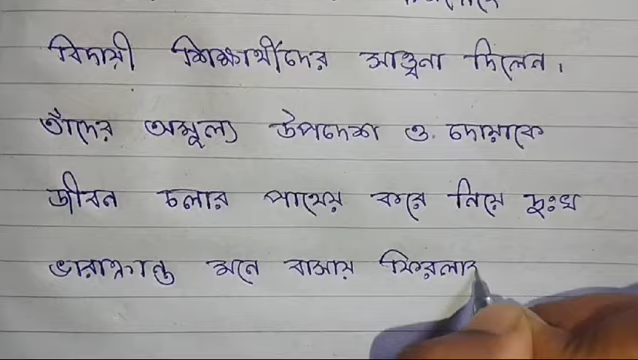 বিদায়ী শিক্ষার্থীদের সান্ত্বনা দিলেন।
তাঁদের অমূল্য উপদেশ ও দোয়াকে
জীবন চলার পাথেয় করে নিয়ে দুঃখ
ভারাক্রান্ত মনে বাসায় ফিরলাম